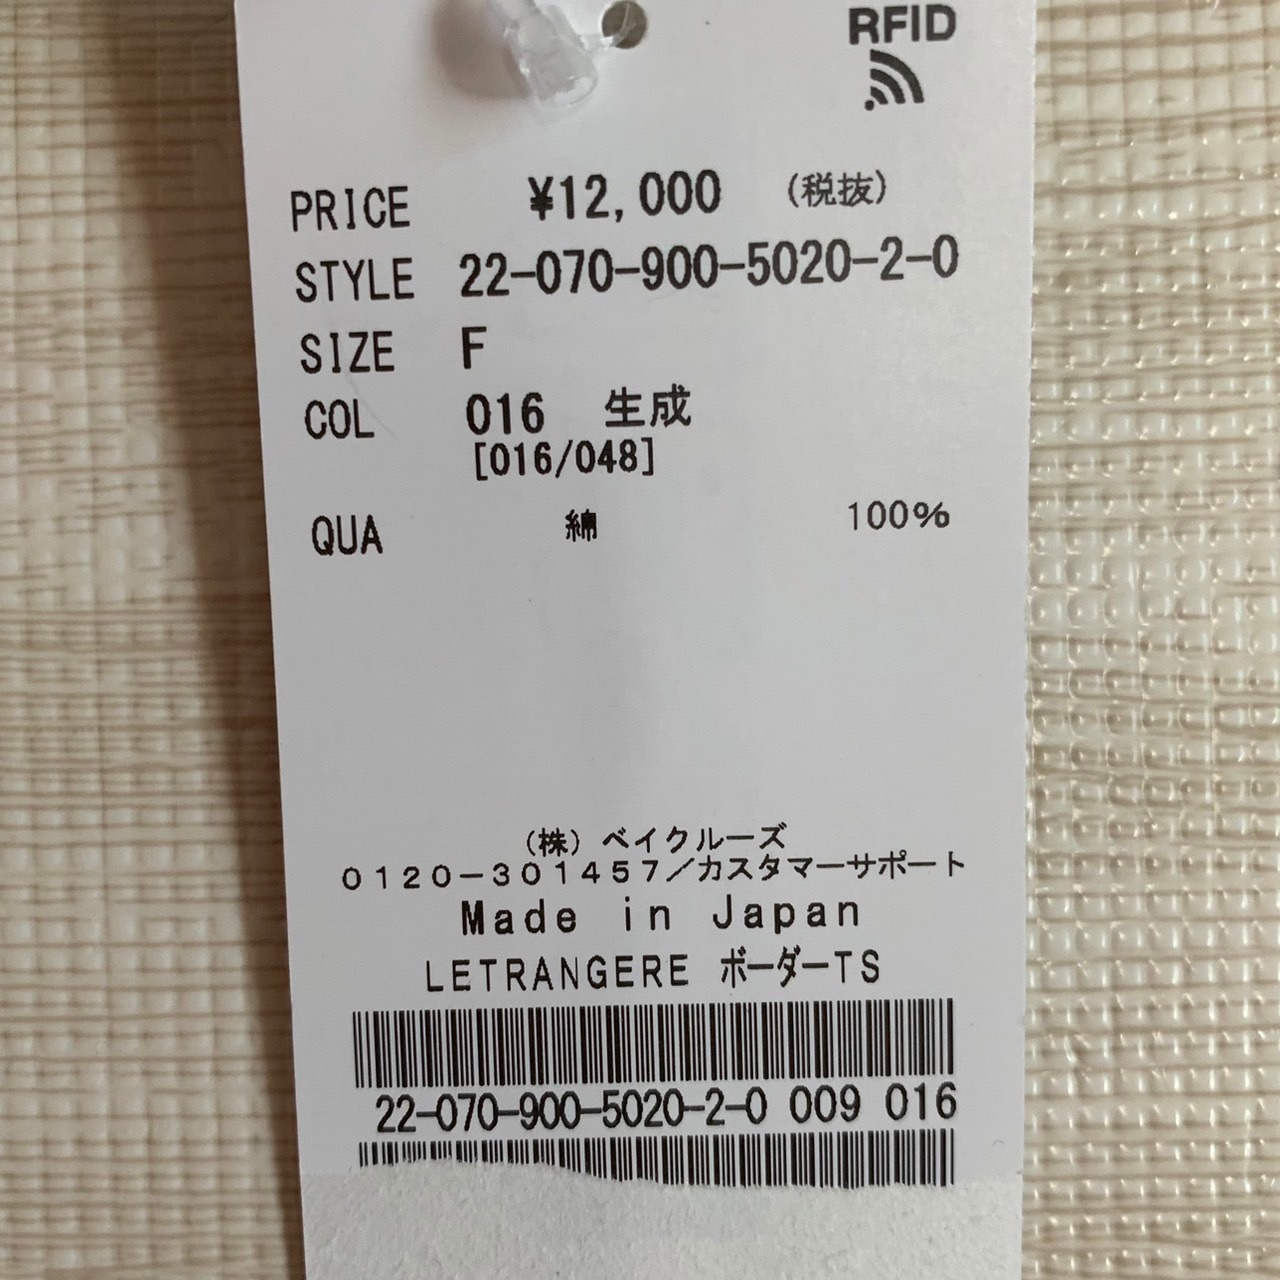 RFID
PRICE ¥12,000 (税抜)
STYLE 22-070-900-5020-2-0
SIZE F
COL 016 生成
[016/048]
QUA 綿 100%
(株)ベイクルーズ
0120-301457/カスタマーサポート
Made in Japan
LETRANGERE ボーダーTS
22-070-900-5020-2-0 009 016